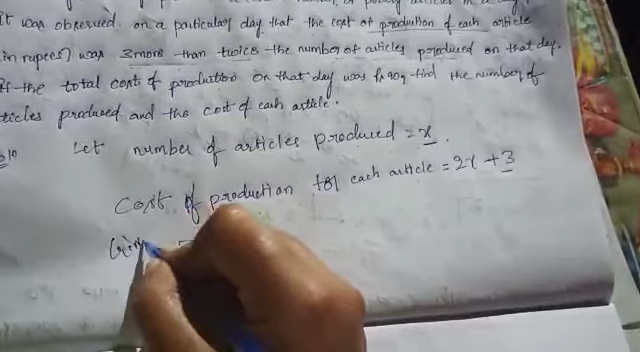 it was observed on a particular day that the cost of production of each article
(in rupees) was 3 more than twice the number of articles produced on that day.
If the total cost of production on that day was Rs 90, find the number of
ticles produced and the cost of each article.
Let number of articles produced = x.
Cost of production for each article = 2x + 3